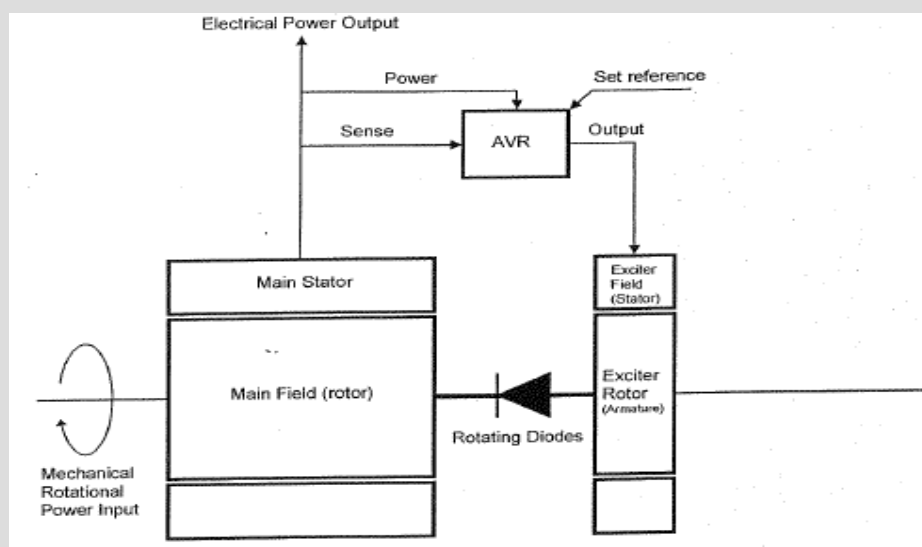 Electrical Power Output
Power
Set reference
Sense
AVR
Output
Main Stator
Exciter
Field
(Stator)
Main Field (rotor)
Exciter
Rotor
(Armature)
Rotating Diodes
Mechanical
Rotational
Power Input